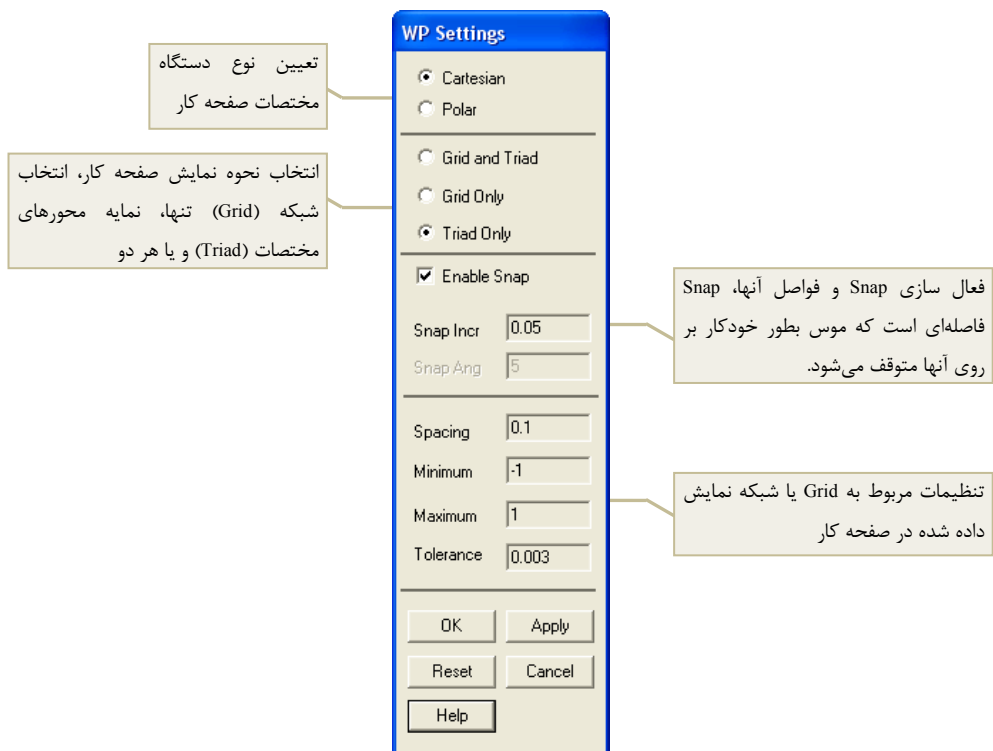 WP Settings
Cartesian
Polar
Grid and Triad
Grid Only
Triad Only
Enable Snap
Snap Incr 0.05
Snap Ang 5
Spacing 0.1
Minimum -1
Maximum 1
Tolerance 0.003
OK Apply
Reset Cancel
Help
تعیین نوع دستگاه
مختصات صفحه کار
انتخاب نحوه نمایش صفحه کار، انتخاب
شبکه (Grid) تنها، نمایه محورهای
مختصات (Triad) و یا هر دو
فعال سازی Snap و فواصل آنها، Snap
فاصله‌ای است که موس بطور خودکار بر
روی آنها متوقف می‌شود.
تنظیمات مربوط به Grid یا شبکه نمایش
داده شده در صفحه کار